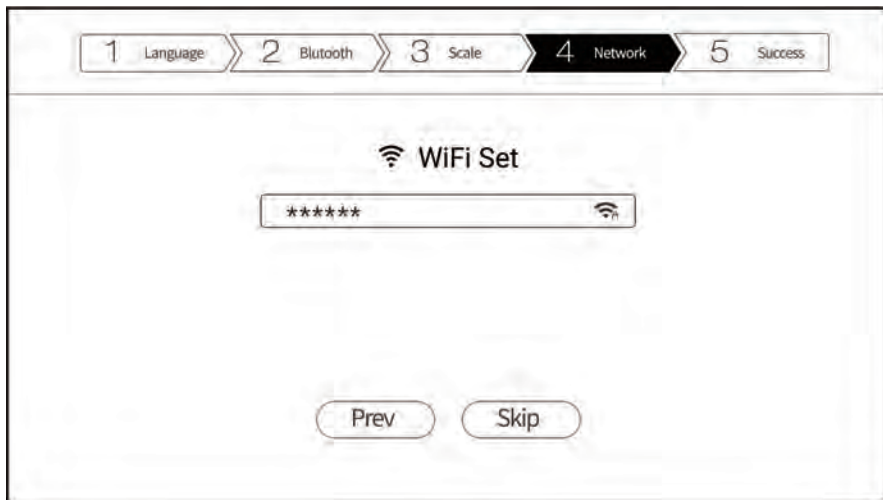 1 Language 2 Blutooth 3 Scale 4 Network 5 Success
WiFi Set
******
Prev Skip